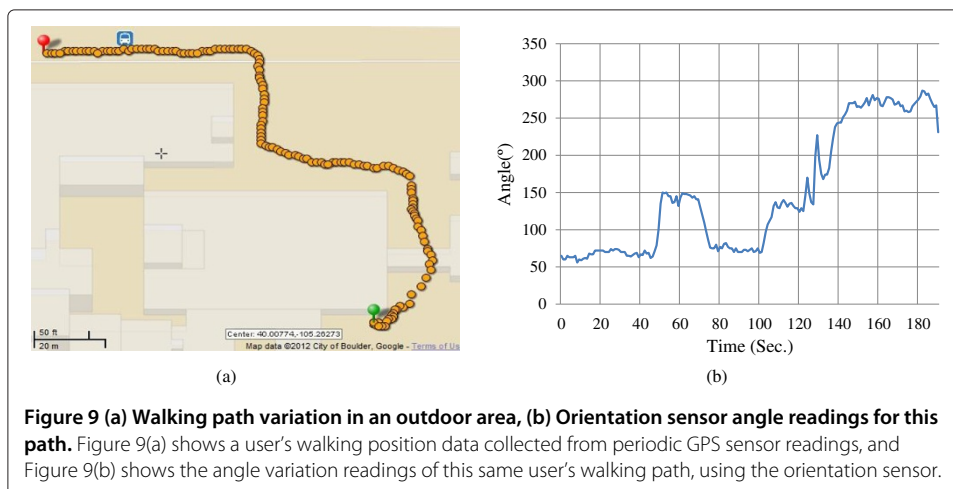 50 ft
20 m
Center: 40.00774,-105.26273
Map data ©2012 City of Boulder, Google - Terms of Us
(a)
350
300
250
200
150
100
50
0
Angle(º)
0 20 40 60 80 100 120 140 160 180
Time (Sec.)
(b)
Figure 9 (a) Walking path variation in an outdoor area, (b) Orientation sensor angle readings for this
path. Figure 9(a) shows a user's walking position data collected from periodic GPS sensor readings, and
Figure 9(b) shows the angle variation readings of this same user's walking path, using the orientation sensor.